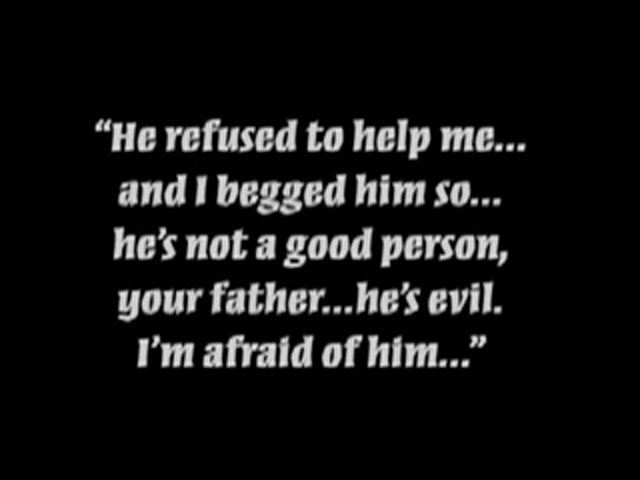 “He refused to help me...
and I begged him so...
he’s not a good person,
your father...he’s evil.
I’m afraid of him...”